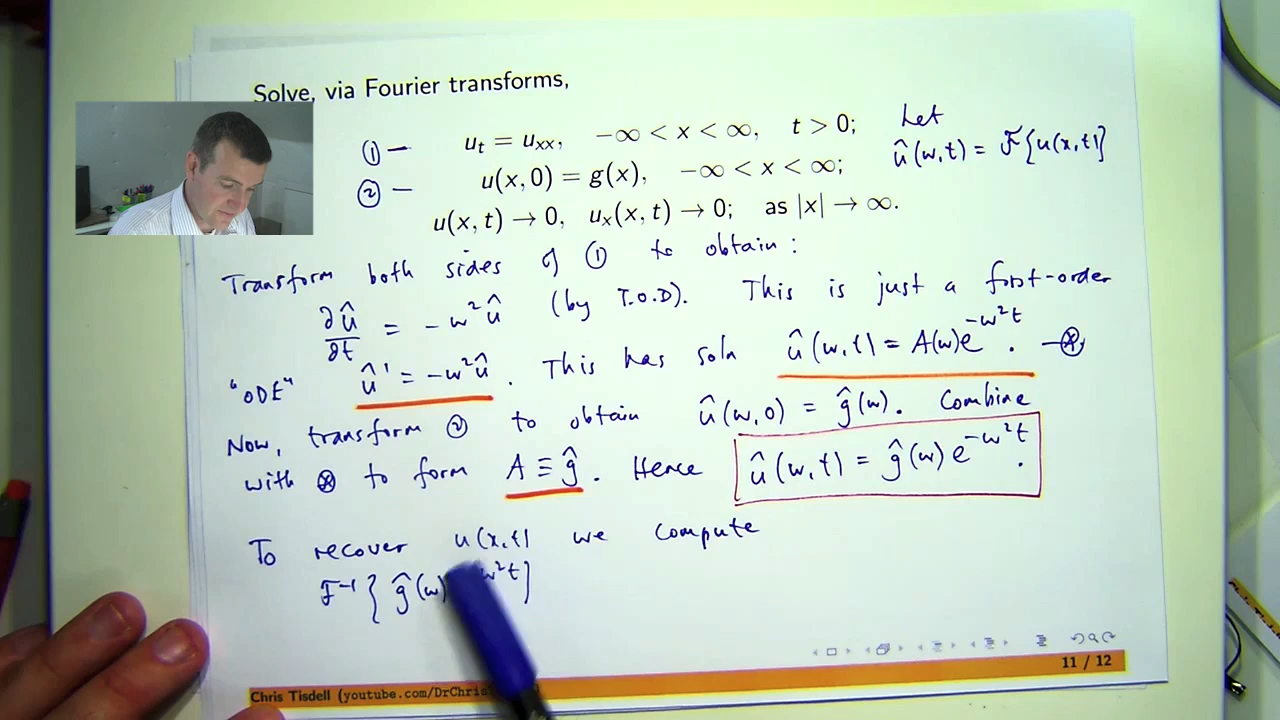 Solve, via Fourier transforms,
① — u_t = u_xx, −∞ < x < ∞, t > 0; Let
② — u(x, 0) = g(x), −∞ < x < ∞; û(w,t) = F{u(x,t)}
u(x, t) → 0, u_x(x, t) → 0; as |x| → ∞.
Transform both sides of ① to obtain :
∂û/∂t = −w²û (by T.O.D). This is just a first-order
"ODE" û' = −w²û. This has soln û(w,t) = A(w)e^{−w²t}. —⊛
Now, transform ② to obtain û(w,0) = ĝ(w). Combine
with ⊛ to form A ≡ ĝ. Hence û(w,t) = ĝ(w)e^{−w²t}.
To recover u(x,t) we compute
F⁻¹{ĝ(w) w²t}
11 / 12
Chris Tisdell (youtube.com/DrChris